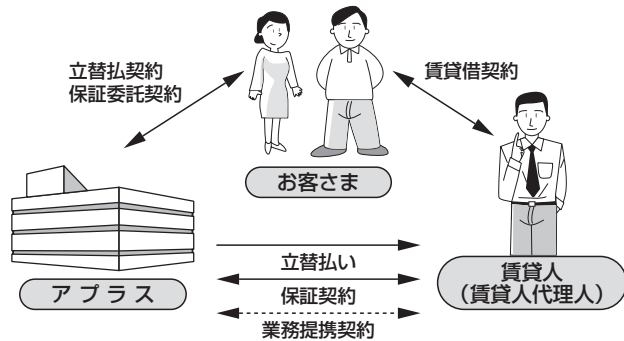 立替払契約
保証委託契約
賃貸借契約
お客さま
アプラス
立替払い
保証契約
業務提携契約
賃貸人
（賃貸人代理人）